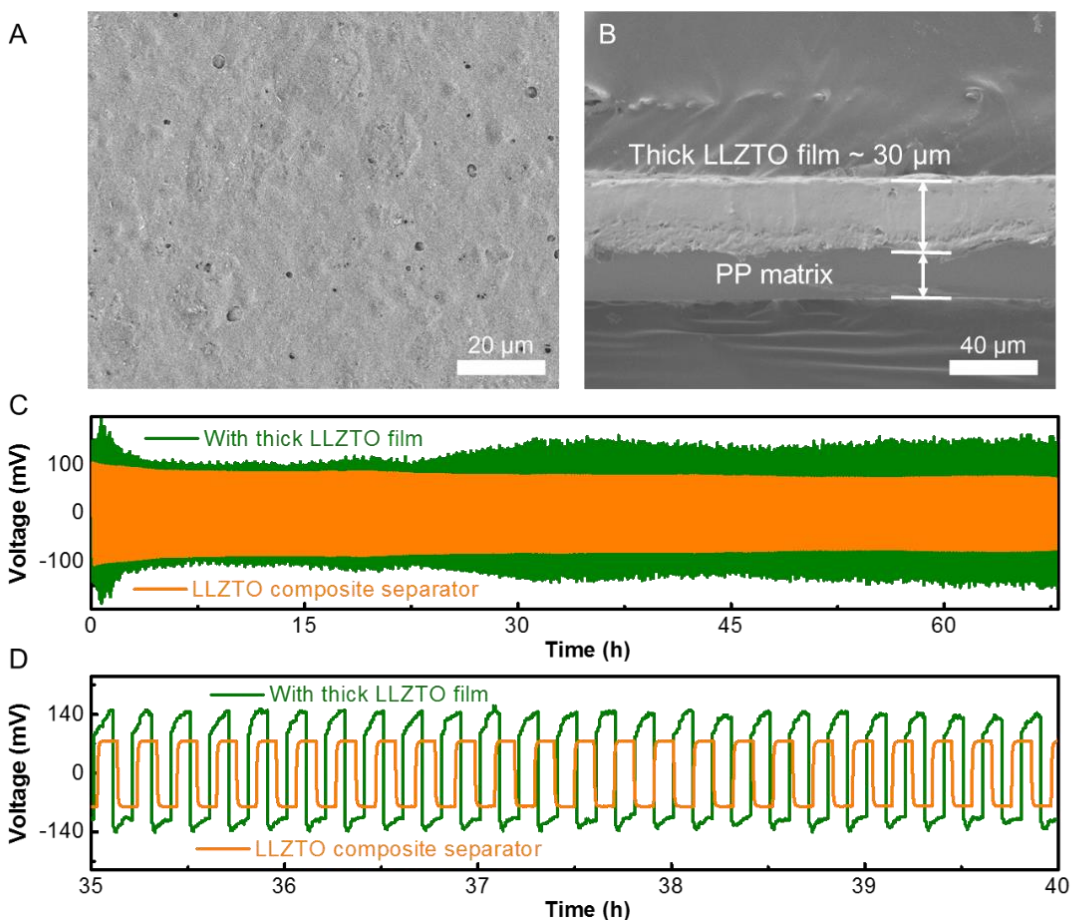 A
20 μm
B
Thick LLZTO film ~ 30 μm
PP matrix
40 μm
C
Voltage (mV)
100
0
-100
With thick LLZTO film
LLZTO composite separator
0 15 30 45 60
Time (h)
D
Voltage (mV)
140
0
-140
With thick LLZTO film
LLZTO composite separator
35 36 37 38 39 40
Time (h)